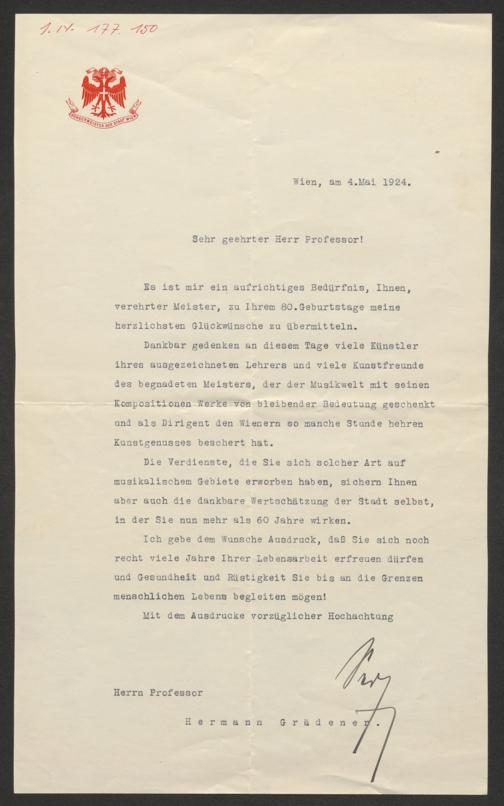 1. IV. 177. 150
BÜRGERMEISTER DER STADT WIEN
Wien, am 4.Mai 1924.
Sehr geehrter Herr Professor!
Es ist mir ein aufrichtiges Bedürfnis, Ihnen,
verehrter Meister, zu Ihrem 80.Geburtstage meine
herzlichsten Glückwünsche zu übermitteln.
Dankbar gedenken an diesem Tage viele Künstler
ihres ausgezeichneten Lehrers und viele Kunstfreunde
des begnadeten Meisters, der der Musikwelt mit seinen
Kompositionen Werke von bleibender Bedeutung geschenkt
und als Dirigent den Wienern so manche Stunde hehren
Kunstgenusses beschert hat.
Die Verdienste, die Sie sich solcher Art auf
musikalischem Gebiete erworben haben, sichern Ihnen
aber auch die dankbare Wertschätzung der Stadt selbst,
in der Sie nun mehr als 60 Jahre wirken.
Ich gebe dem Wunsche Ausdruck, daß Sie sich noch
recht viele Jahre Ihrer Lebensarbeit erfreuen dürfen
und Gesundheit und Rüstigkeit Sie bis an die Grenzen
menschlichen Lebens begleiten mögen!
Mit dem Ausdrucke vorzüglicher Hochachtung
Herrn Professor
Hermann Grädener.